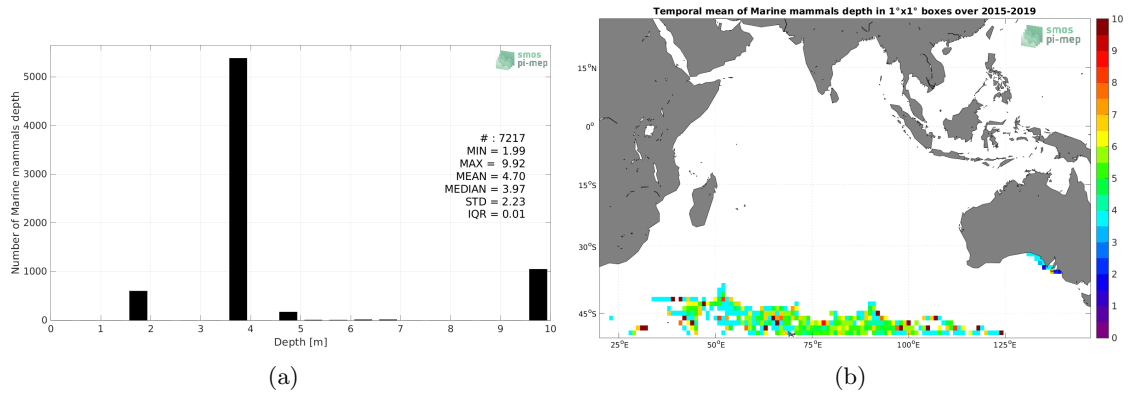 smos
pi-mep
Number of Marine mammals depth
5000
4000
3000
2000
1000
0
# : 7217
MIN = 1.99
MAX = 9.92
MEAN = 4.70
MEDIAN = 3.97
STD = 2.23
IQR = 0.01
0 1 2 3 4 5 6 7 8 9 10
Depth [m]
(a)
Temporal mean of Marine mammals depth in 1°x1° boxes over 2015-2019
smos
pi-mep
15°N
0°
15°S
30°S
45°S
25°E 50°E 75°E 100°E 125°E
10
9
8
7
6
5
4
3
2
1
0
(b)